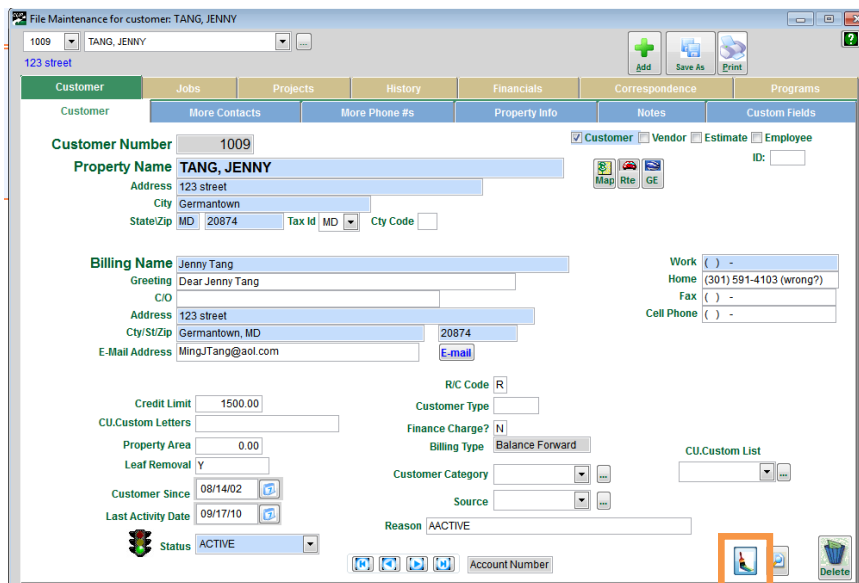 File Maintenance for customer: TANG, JENNY
1009 TANG, JENNY ...
123 street
Add Save As Print ?
Customer Jobs Projects History Financials Correspondence Programs
Customer More Contacts More Phone #s Property Info Notes Custom Fields
Customer Number 1009 Customer Vendor Estimate Employee
Property Name TANG, JENNY ID:
Map Rte GE
Address 123 street
City Germantown
State\Zip MD 20874 Tax Id MD Cty Code
Billing Name Jenny Tang Work ( ) -
Greeting Dear Jenny Tang Home (301) 591-4103 (wrong?)
C/O Fax ( ) -
Address 123 street Cell Phone ( ) -
Cty/St/Zip Germantown, MD 20874
E-Mail Address MingJTang@aol.com E-mail
R/C Code R
Credit Limit 1500.00 Customer Type
CU.Custom Letters Finance Charge? N
Property Area 0.00 Billing Type Balance Forward CU.Custom List
Leaf Removal Y Customer Category ... ...
Customer Since 08/14/02 Source ...
Last Activity Date 09/17/10 Reason AACTIVE
Status ACTIVE
Account Number Delete